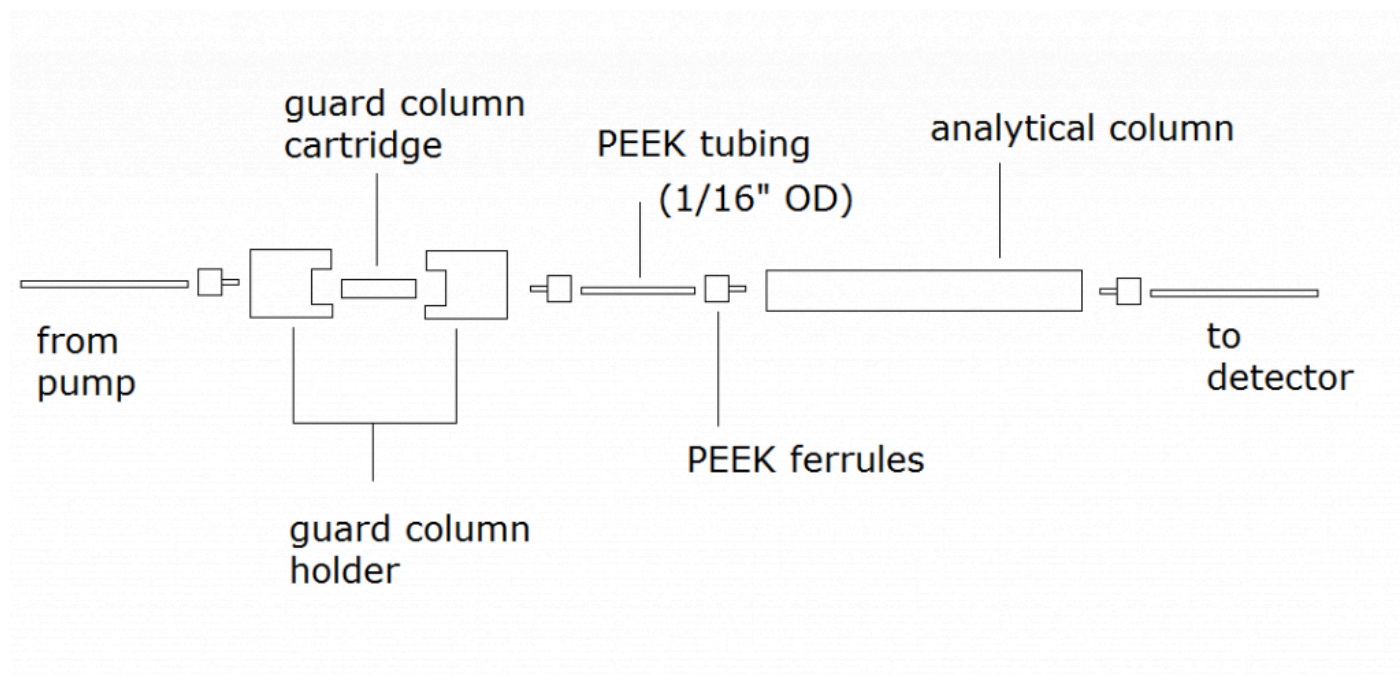 guard column
cartridge
PEEK tubing
(1/16" OD)
analytical column
from
pump
to
detector
PEEK ferrules
guard column
holder